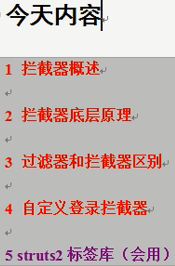 今天内容
1 拦截器概述
2 拦截器底层原理
3 过滤器和拦截器区别
4 自定义登录拦截器
5 struts2 标签库（会用）